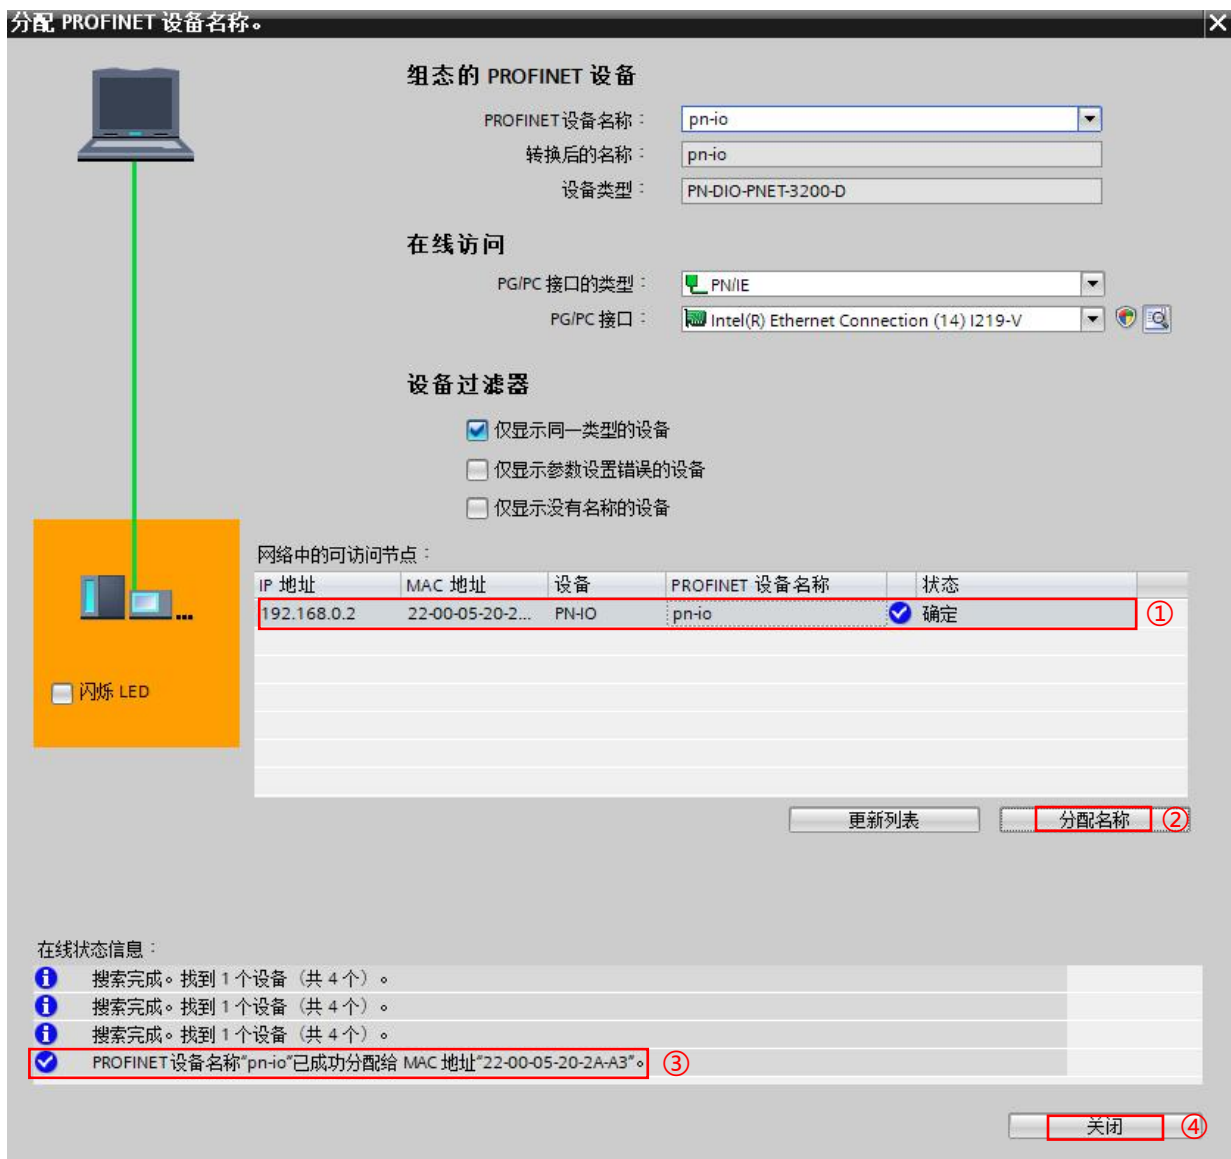 分配 PROFINET 设备名称。
组态的 PROFINET 设备
PROFINET设备名称： pn-io
转换后的名称： pn-io
设备类型： PN-DIO-PNET-3200-D
在线访问
PG/PC 接口的类型： PN/IE
PG/PC 接口： Intel(R) Ethernet Connection (14) I219-V
设备过滤器
仅显示同一类型的设备
仅显示参数设置错误的设备
仅显示没有名称的设备
网络中的可访问节点：
IP 地址 MAC 地址 设备 PROFINET 设备名称 状态
192.168.0.2 22-00-05-20-2... PN-IO pn-io 确定 ①
...
闪烁 LED
更新列表 分配名称 ②
在线状态信息：
搜索完成。找到 1 个设备（共 4 个）。
搜索完成。找到 1 个设备（共 4 个）。
搜索完成。找到 1 个设备（共 4 个）。
PROFINET设备名称"pn-io"已成功分配给 MAC 地址"22-00-05-20-2A-A3"。 ③
关闭 ④